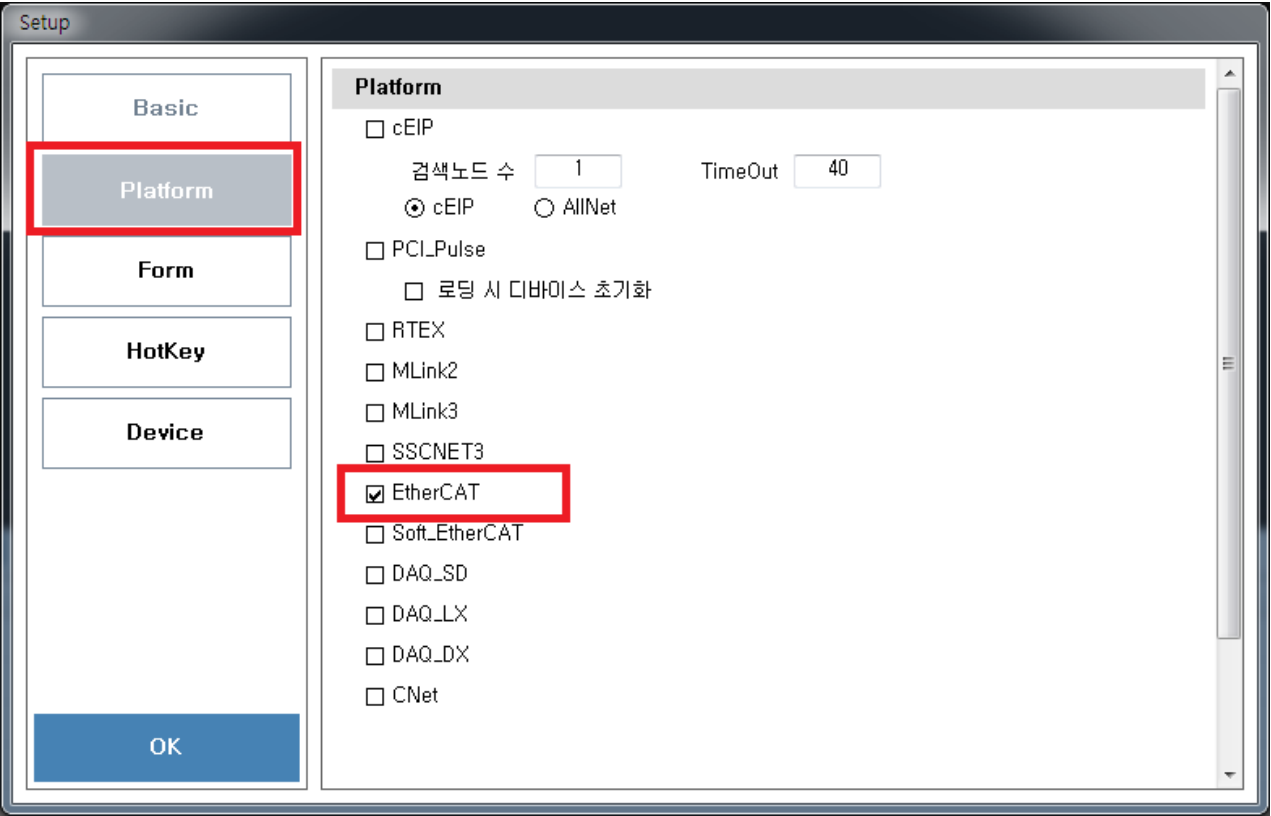 Setup
Basic
Platform
Form
HotKey
Device
OK
Platform
cEIP
검색노드 수 1 TimeOut 40
cEIP AllNet
PCI_Pulse
로딩 시 디바이스 초기화
RTEX
MLink2
MLink3
SSCNET3
EtherCAT
Soft_EtherCAT
DAQ_SD
DAQ_LX
DAQ_DX
CNet